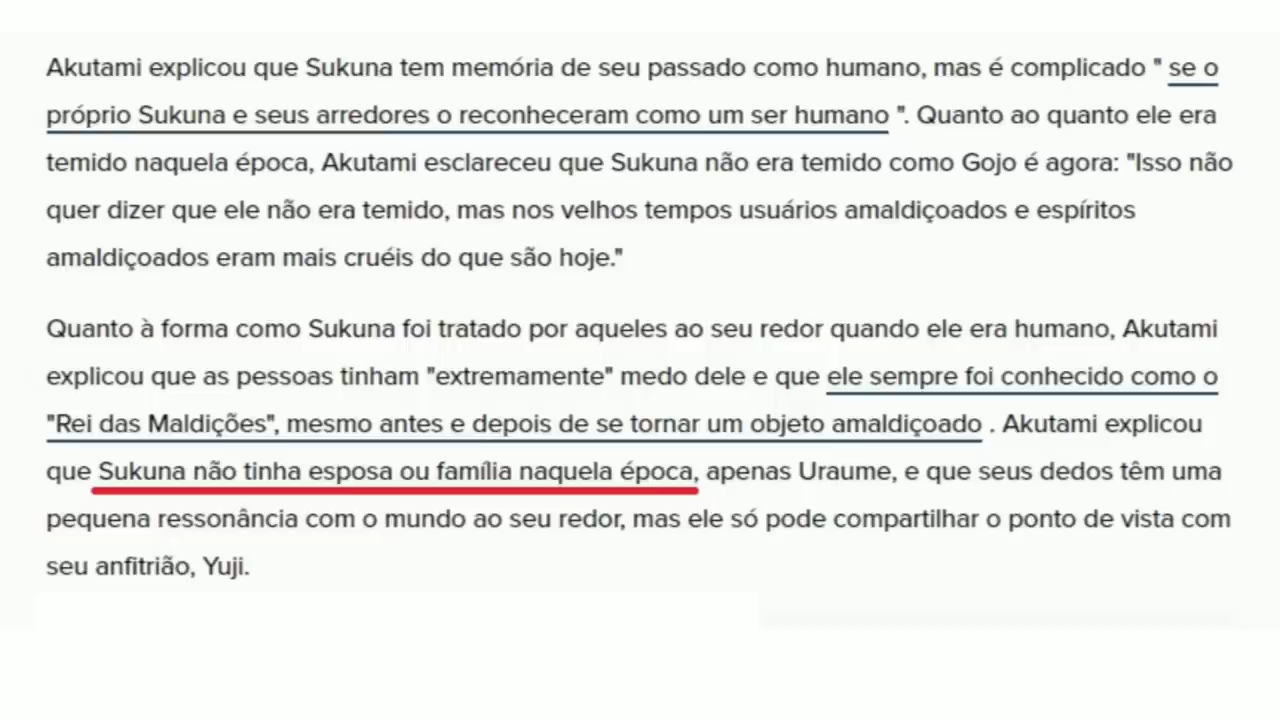 Akutami explicou que Sukuna tem memória de seu passado como humano, mas é complicado " se o
próprio Sukuna e seus arredores o reconheceram como um ser humano ". Quanto ao quanto ele era
temido naquela época, Akutami esclareceu que Sukuna não era temido como Gojo é agora: "Isso não
quer dizer que ele não era temido, mas nos velhos tempos usuários amaldiçoados e espíritos
amaldiçoados eram mais cruéis do que são hoje."
Quanto à forma como Sukuna foi tratado por aqueles ao seu redor quando ele era humano, Akutami
explicou que as pessoas tinham "extremamente" medo dele e que ele sempre foi conhecido como o
"Rei das Maldições", mesmo antes e depois de se tornar um objeto amaldiçoado . Akutami explicou
que Sukuna não tinha esposa ou família naquela época, apenas Uraume, e que seus dedos têm uma
pequena ressonância com o mundo ao seu redor, mas ele só pode compartilhar o ponto de vista com
seu anfitrião, Yuji.